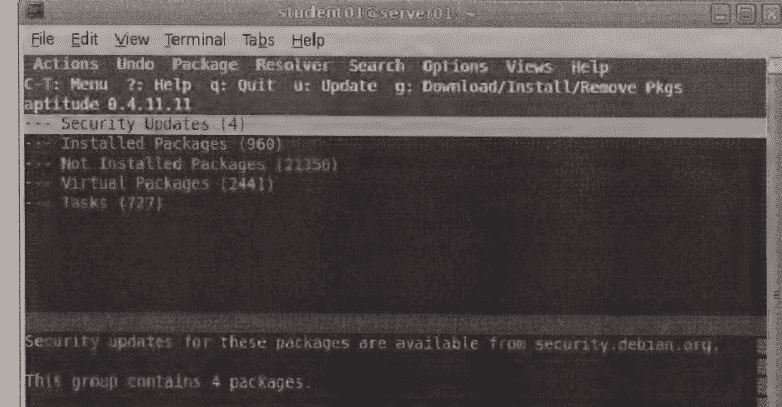 student01@server01: ~
File Edit View Terminal Tabs Help
Actions Undo Package Resolver Search Options Views Help
C-T: Menu ?: Help q: Quit u: Update g: Download/Install/Remove Pkgs
aptitude 0.4.11.11
--- Security Updates (4)
--- Installed Packages (960)
--- Not Installed Packages (21350)
--- Virtual Packages (2441)
--- Tasks (727)
Security updates for these packages are available from security.debian.org.
This group contains 4 packages.